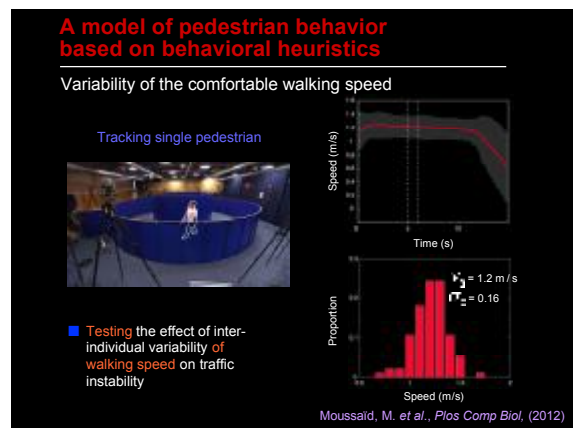 A model of pedestrian behavior
based on behavioral heuristics
Variability of the comfortable walking speed
Tracking single pedestrian
Speed (m/s)
Time (s)
Proportion
= 1.2 m / s
= 0.16
Speed (m/s)
Testing the effect of inter-
individual variability of
walking speed on traffic
instability
Moussaïd, M. et al., Plos Comp Biol, (2012)